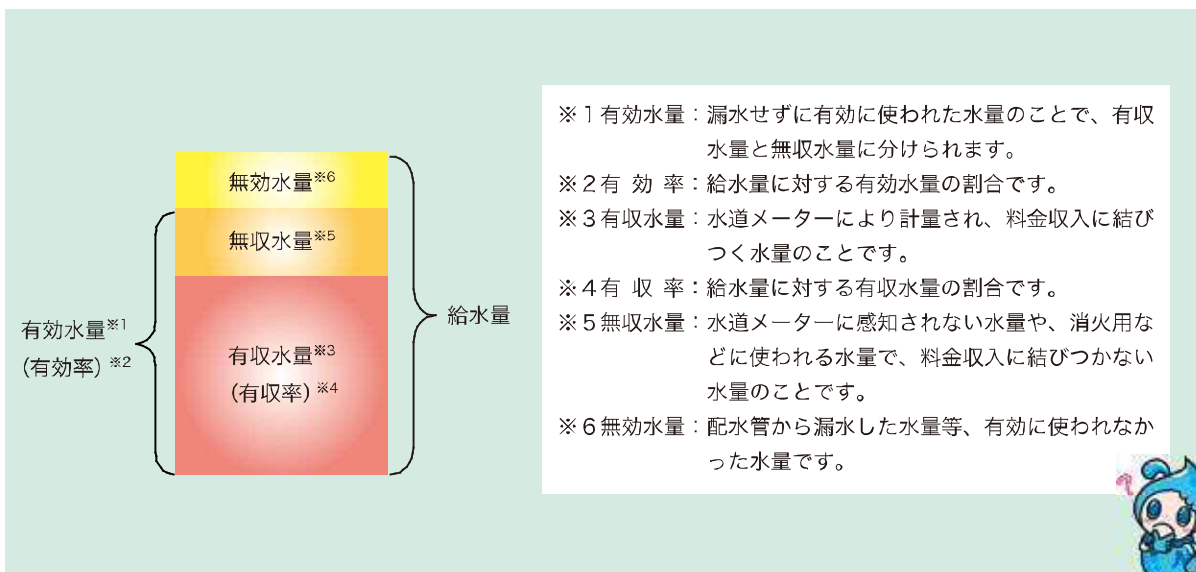 無効水量※6
無収水量※5
有効水量※1
(有効率)※2
有収水量※3
(有収率)※4
給水量
※1有効水量：漏水せずに有効に使われた水量のことで、有収
水量と無収水量に分けられます。
※2有 効 率：給水量に対する有効水量の割合です。
※3有収水量：水道メーターにより計量され、料金収入に結び
つく水量のことです。
※4有 収 率：給水量に対する有収水量の割合です。
※5無収水量：水道メーターに感知されない水量や、消火用な
どに使われる水量で、料金収入に結びつかない
水量のことです。
※6無効水量：配水管から漏水した水量等、有効に使われなか
った水量です。